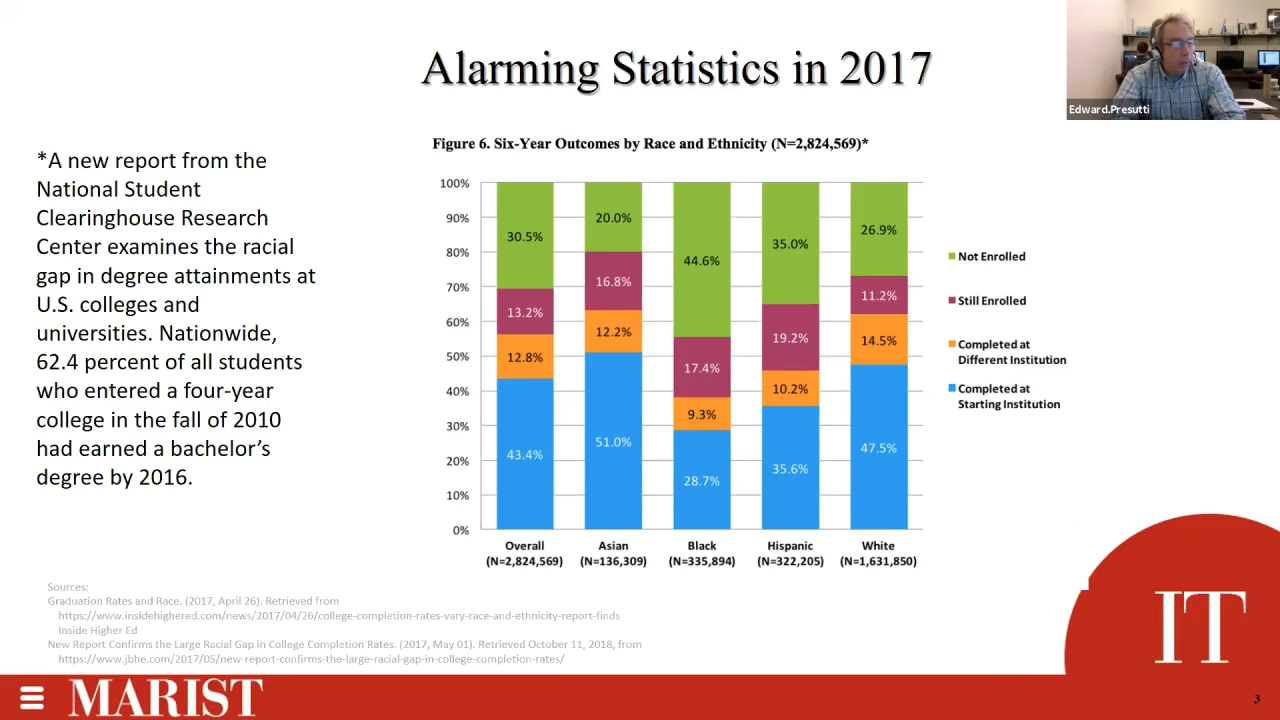 Alarming Statistics in 2017
Edward.Presutti
*A new report from the
National Student
Clearinghouse Research
Center examines the racial
gap in degree attainments at
U.S. colleges and
universities. Nationwide,
62.4 percent of all students
who entered a four-year
college in the fall of 2010
had earned a bachelor's
degree by 2016.
Figure 6. Six-Year Outcomes by Race and Ethnicity (N=2,824,569)*
100%
90%
80%
70%
60%
50%
40%
30%
20%
10%
0%
30.5%
13.2%
12.8%
43.4%
20.0%
16.8%
12.2%
51.0%
44.6%
17.4%
9.3%
28.7%
35.0%
19.2%
10.2%
35.6%
26.9%
11.2%
14.5%
47.5%
Overall
(N=2,824,569)
Asian
(N=136,309)
Black
(N=335,894)
Hispanic
(N=322,205)
White
(N=1,631,850)
Not Enrolled
Still Enrolled
Completed at
Different Institution
Completed at
Starting Institution
Sources:
Graduation Rates and Race. (2017, April 26). Retrieved from
https://www.insidehighered.com/news/2017/04/26/college-completion-rates-vary-race-and-ethnicity-report-finds
Inside Higher Ed
New Report Confirms the Large Racial Gap in College Completion Rates. (2017, May 01). Retrieved October 11, 2018, from
https://www.jbhe.com/2017/05/new-report-confirms-the-large-racial-gap-in-college-completion-rates/
IT
MARIST
3